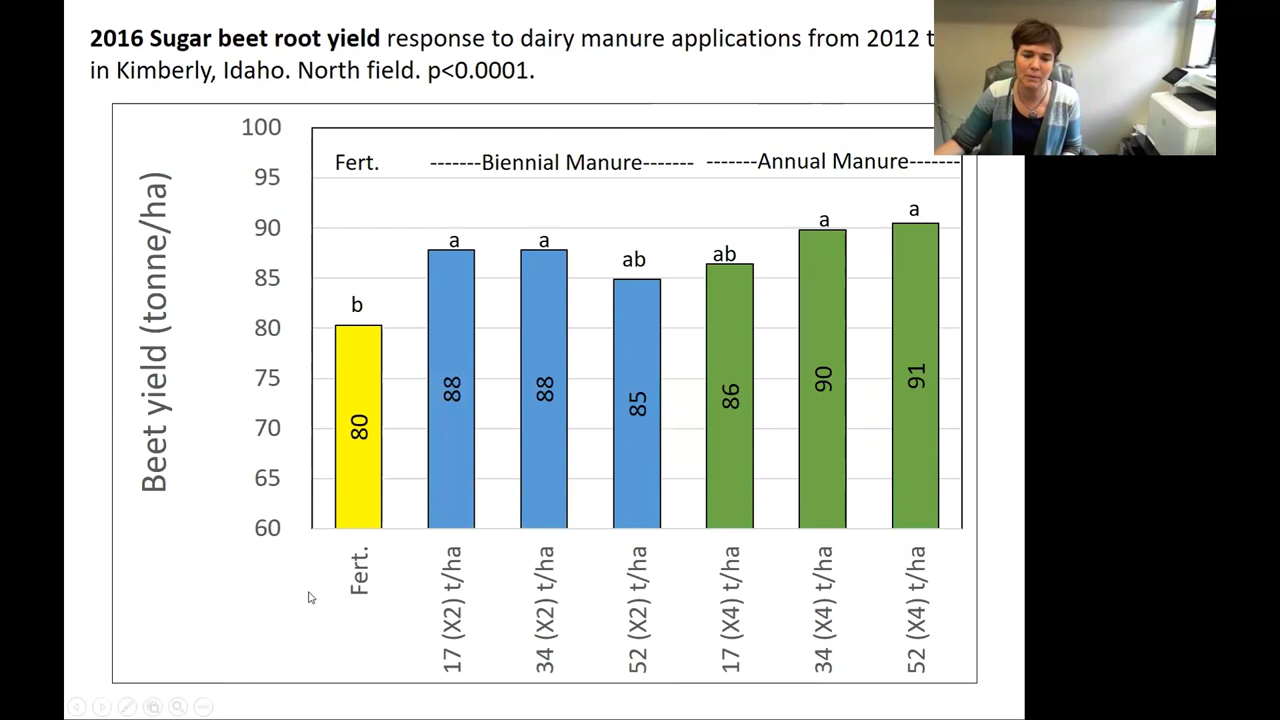 2016 Sugar beet root yield response to dairy manure applications from 2012 t
in Kimberly, Idaho. North field. p<0.0001.
Beet yield (tonne/ha)
100
95
90
85
80
75
70
65
60
Fert. -------Biennial Manure------- -------Annual Manure-------
b
a
a
ab
ab
a
a
80
88
88
85
86
90
91
Fert.
17 (X2) t/ha
34 (X2) t/ha
52 (X2) t/ha
17 (X4) t/ha
34 (X4) t/ha
52 (X4) t/ha